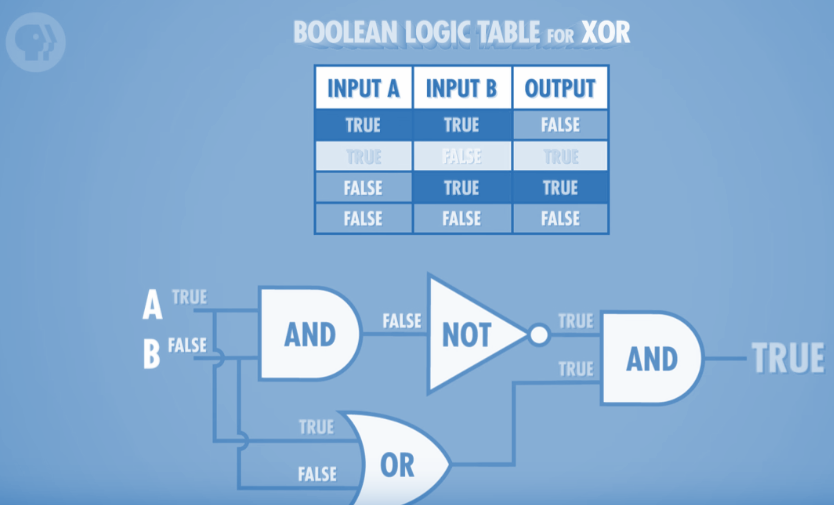 BOOLEAN LOGIC TABLE FOR XOR
INPUT A INPUT B OUTPUT
TRUE TRUE FALSE
TRUE FALSE TRUE
FALSE TRUE TRUE
FALSE FALSE FALSE
A TRUE
B FALSE
AND
FALSE
NOT
TRUE
TRUE
AND
TRUE
TRUE
FALSE
OR